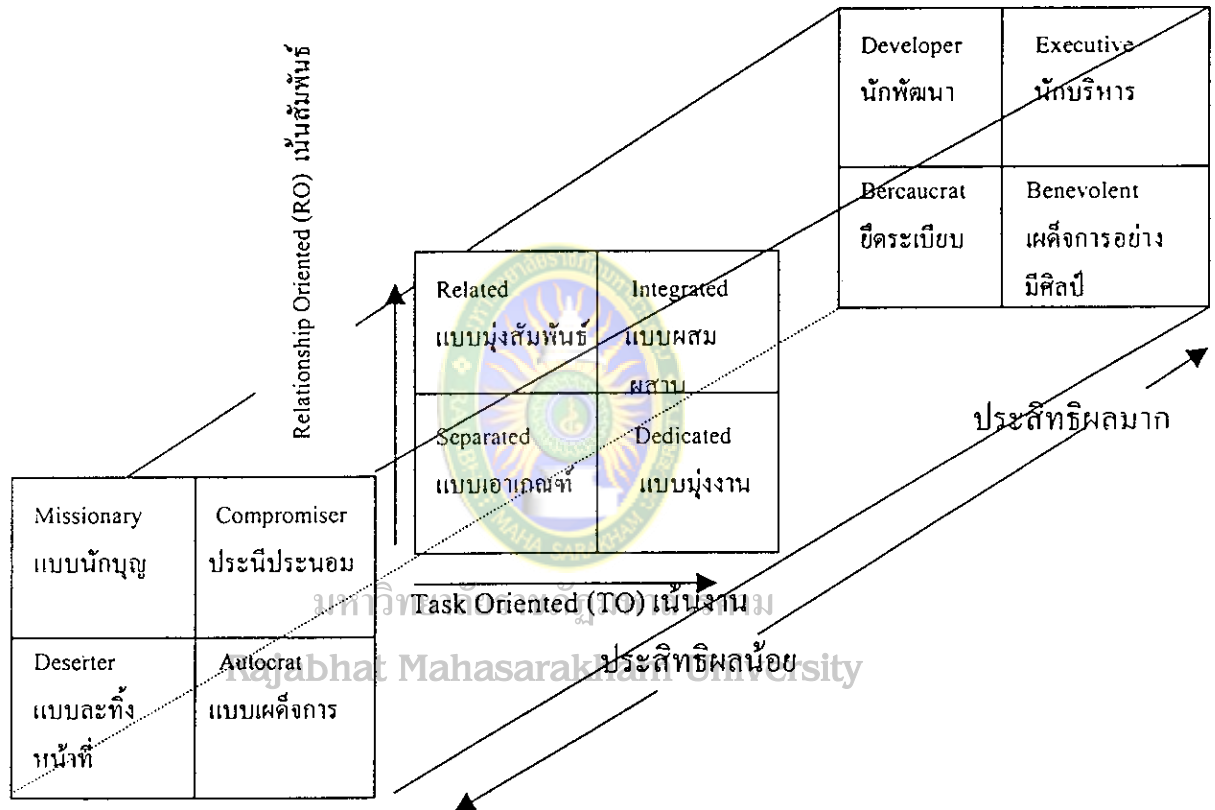 Relationship Oriented (RO) เน้นสัมพันธ์
Developer
นักพัฒนา
Executive
นักบริหาร
Bercaucrat
ยึดระเบียบ
Benevolent
เผด็จการอย่าง
มีศิลป์
Related
แบบมุ่งสัมพันธ์
Integrated
แบบผสม
ผสาน
Separated
แบบเอาเกณฑ์
Dedicated
แบบมุ่งงาน
ประสิทธิผลมาก
Missionary
แบบนักบุญ
Compromiser
ประนีประนอม
Deserter
แบบละทิ้ง
หน้าที่
Autocrat
แบบเผด็จการ
Task Oriented (TO) เน้นงาน
ประสิทธิผลน้อย
Rajabhat Mahasarakham University